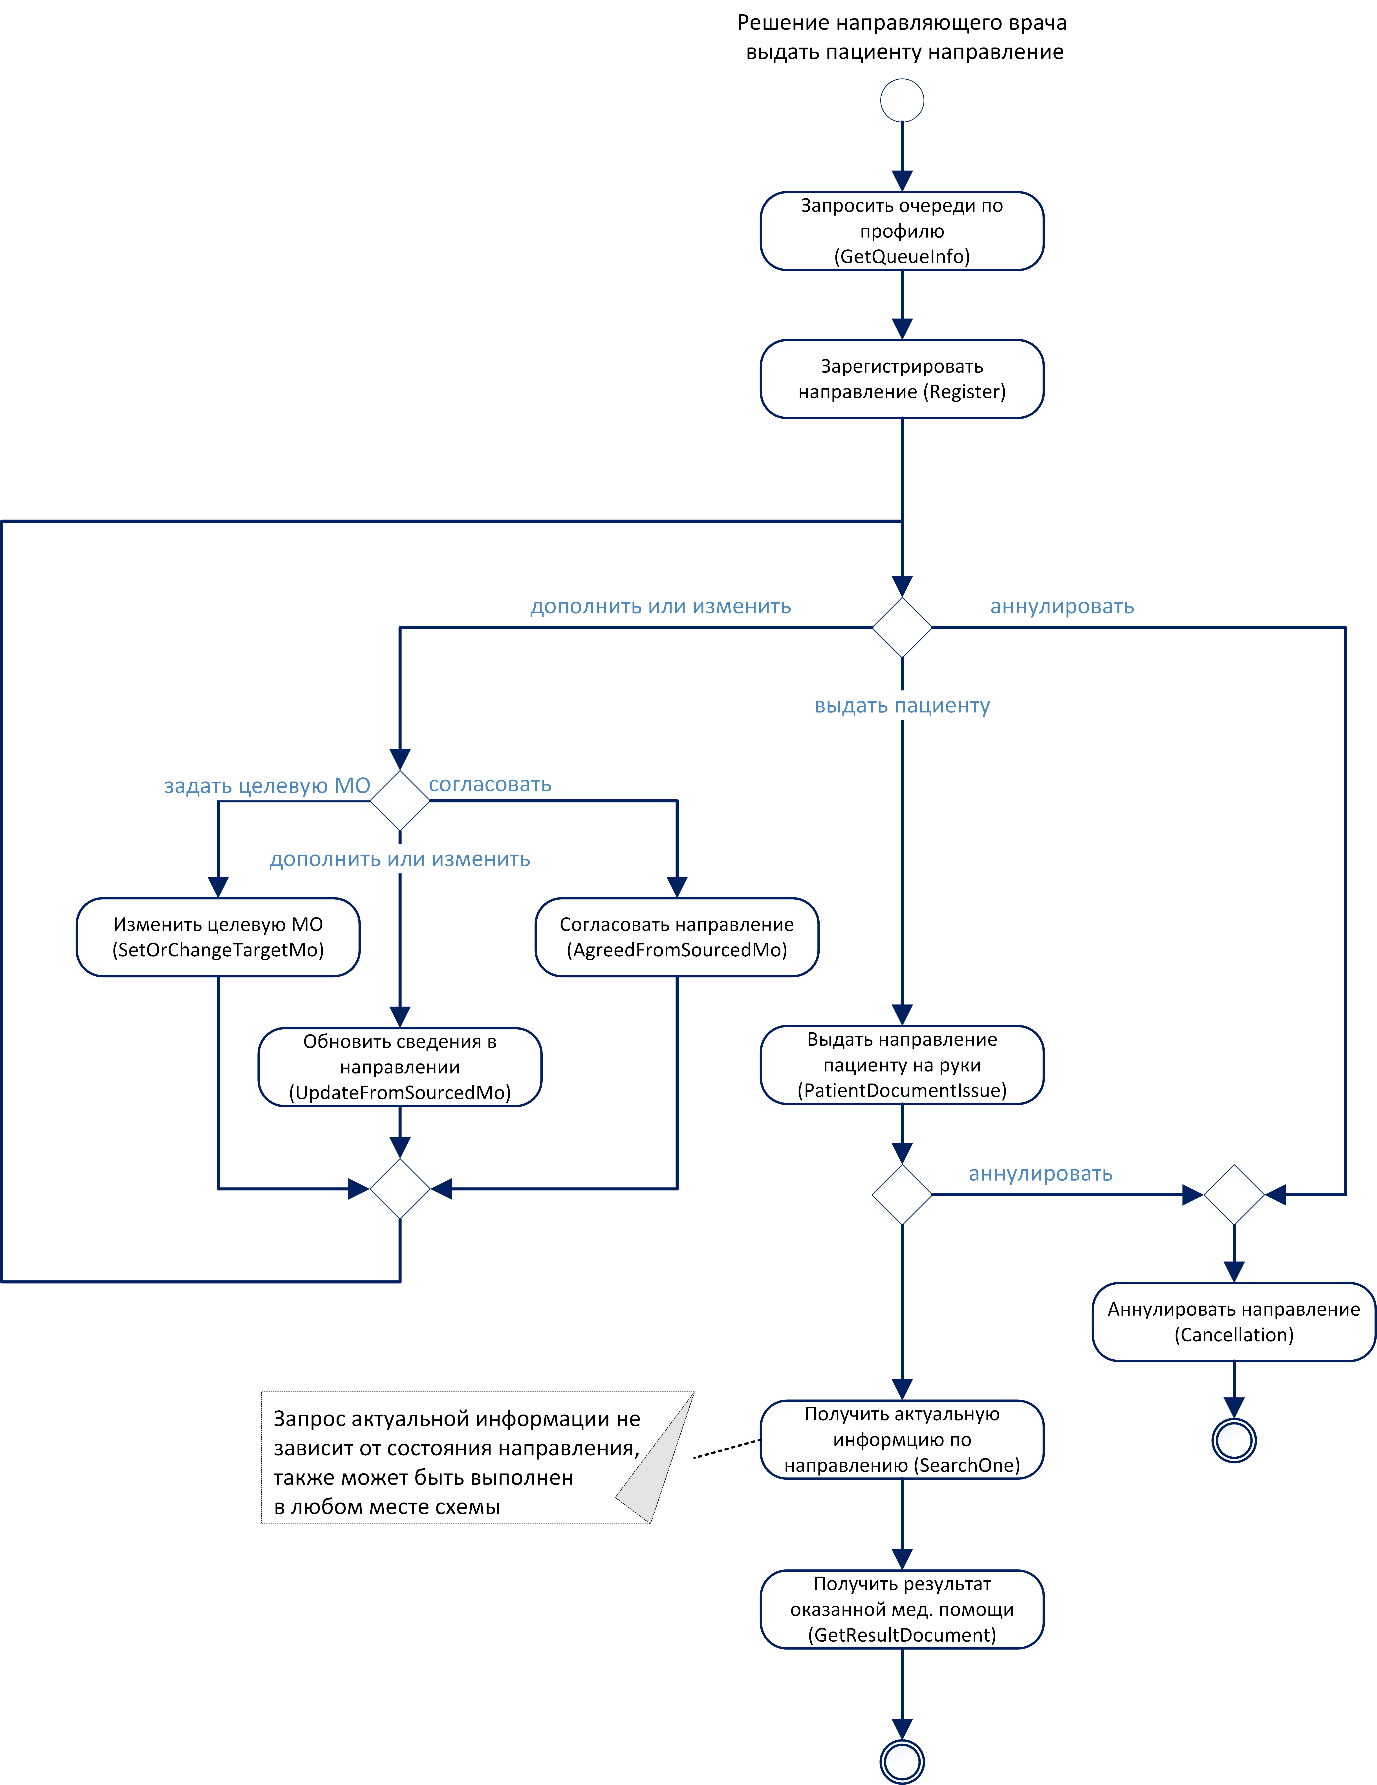 Решение направляющего врача
выдать пациенту направление
Запросить очереди по
профилю
(GetQueueInfo)
Зарегистрировать
направление (Register)
дополнить или изменить
аннулировать
выдать пациенту
задать целевую МО
согласовать
дополнить или изменить
Изменить целевую МО
(SetOrChangeTargetMo)
Согласовать направление
(AgreedFromSourcedMo)
Обновить сведения в
направлении
(UpdateFromSourcedMo)
Выдать направление
пациенту на руки
(PatientDocumentIssue)
аннулировать
Аннулировать направление
(Cancellation)
Запрос актуальной информации не
зависит от состояния направления,
также может быть выполнен
в любом месте схемы
Получить актуальную
информцию по
направлению (SearchOne)
Получить результат
оказанной мед. помощи
(GetResultDocument)